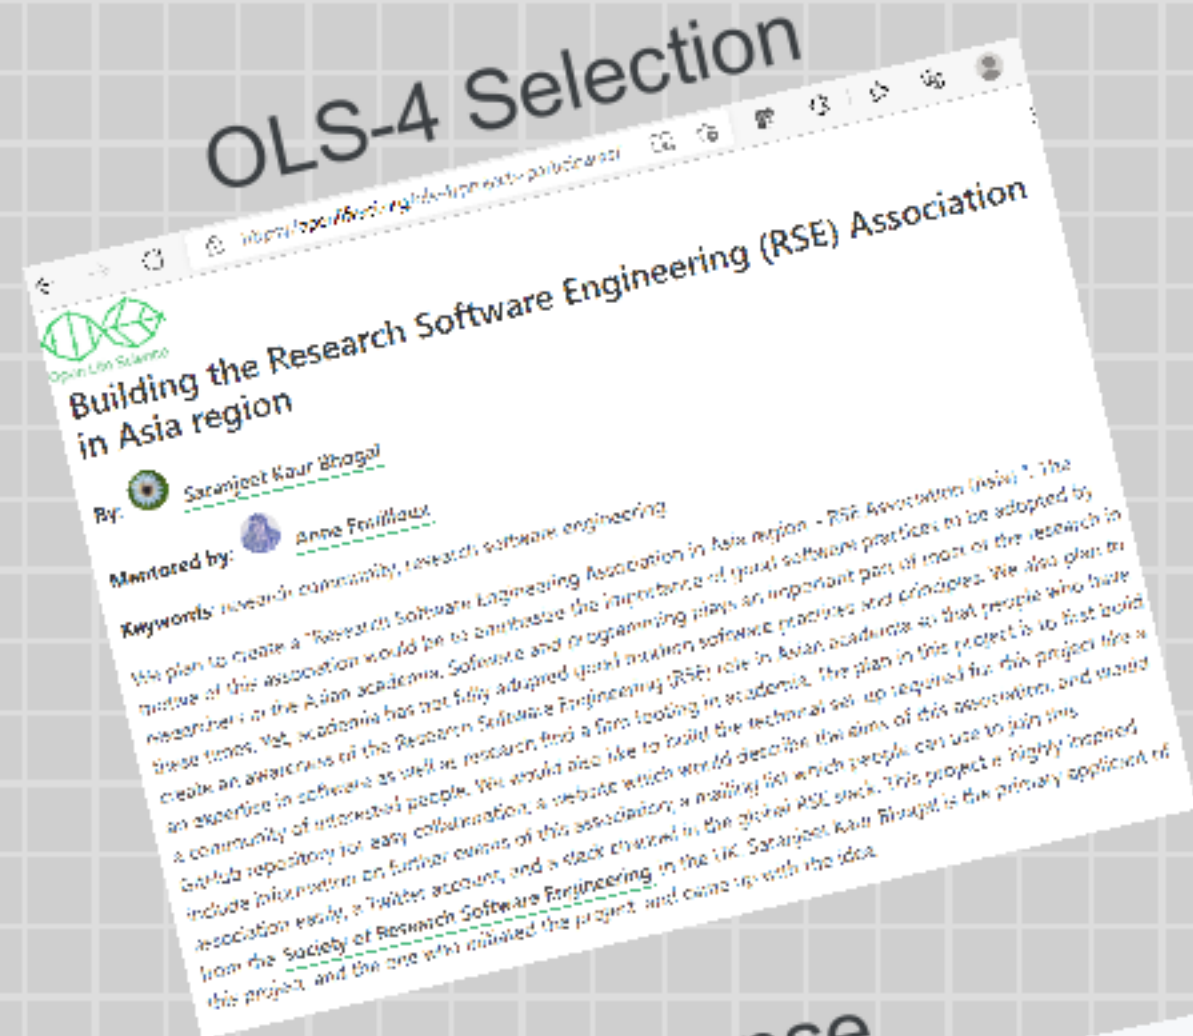 OLS-4 Selection
Open Life Science
Building the Research Software Engineering (RSE) Association
in Asia region
By: Saranjeet Kaur Bhogal
Mentored by: Anne Fouilloux
Keywords: research community, research software engineering
We plan to create a "Research Software Engineering Association in Asia region - RSE Association (Asia) ". The
motive of this association would be to emphasize the importance of good software practices to be adopted by
researchers in the Asian academia. Software and programming plays an important part of most of the research in
these times. Yet, academia has not fully adopted good modern software practices and principles. We also plan to
create an awareness of the Research Software Engineering (RSE) role in Asian academia so that people who have
an expertise in software as well as research find a firm footing in academia. The plan in this project is to first build
a community of interested people. We would also like to build the technical set-up required for this project like a
GitHub repository for easy collaboration, a website which would describe the aims of this association, and would
include information on further events of this association, a mailing list which people can use to join this
association easily, a Twitter account, and a slack channel in the global RSE slack. This project is highly inspired
from the Society of Research Software Engineering in the UK. Saranjeet Kaur Bhogal is the primary applicant of
this project, and the one who initiated the project and came up with the idea.